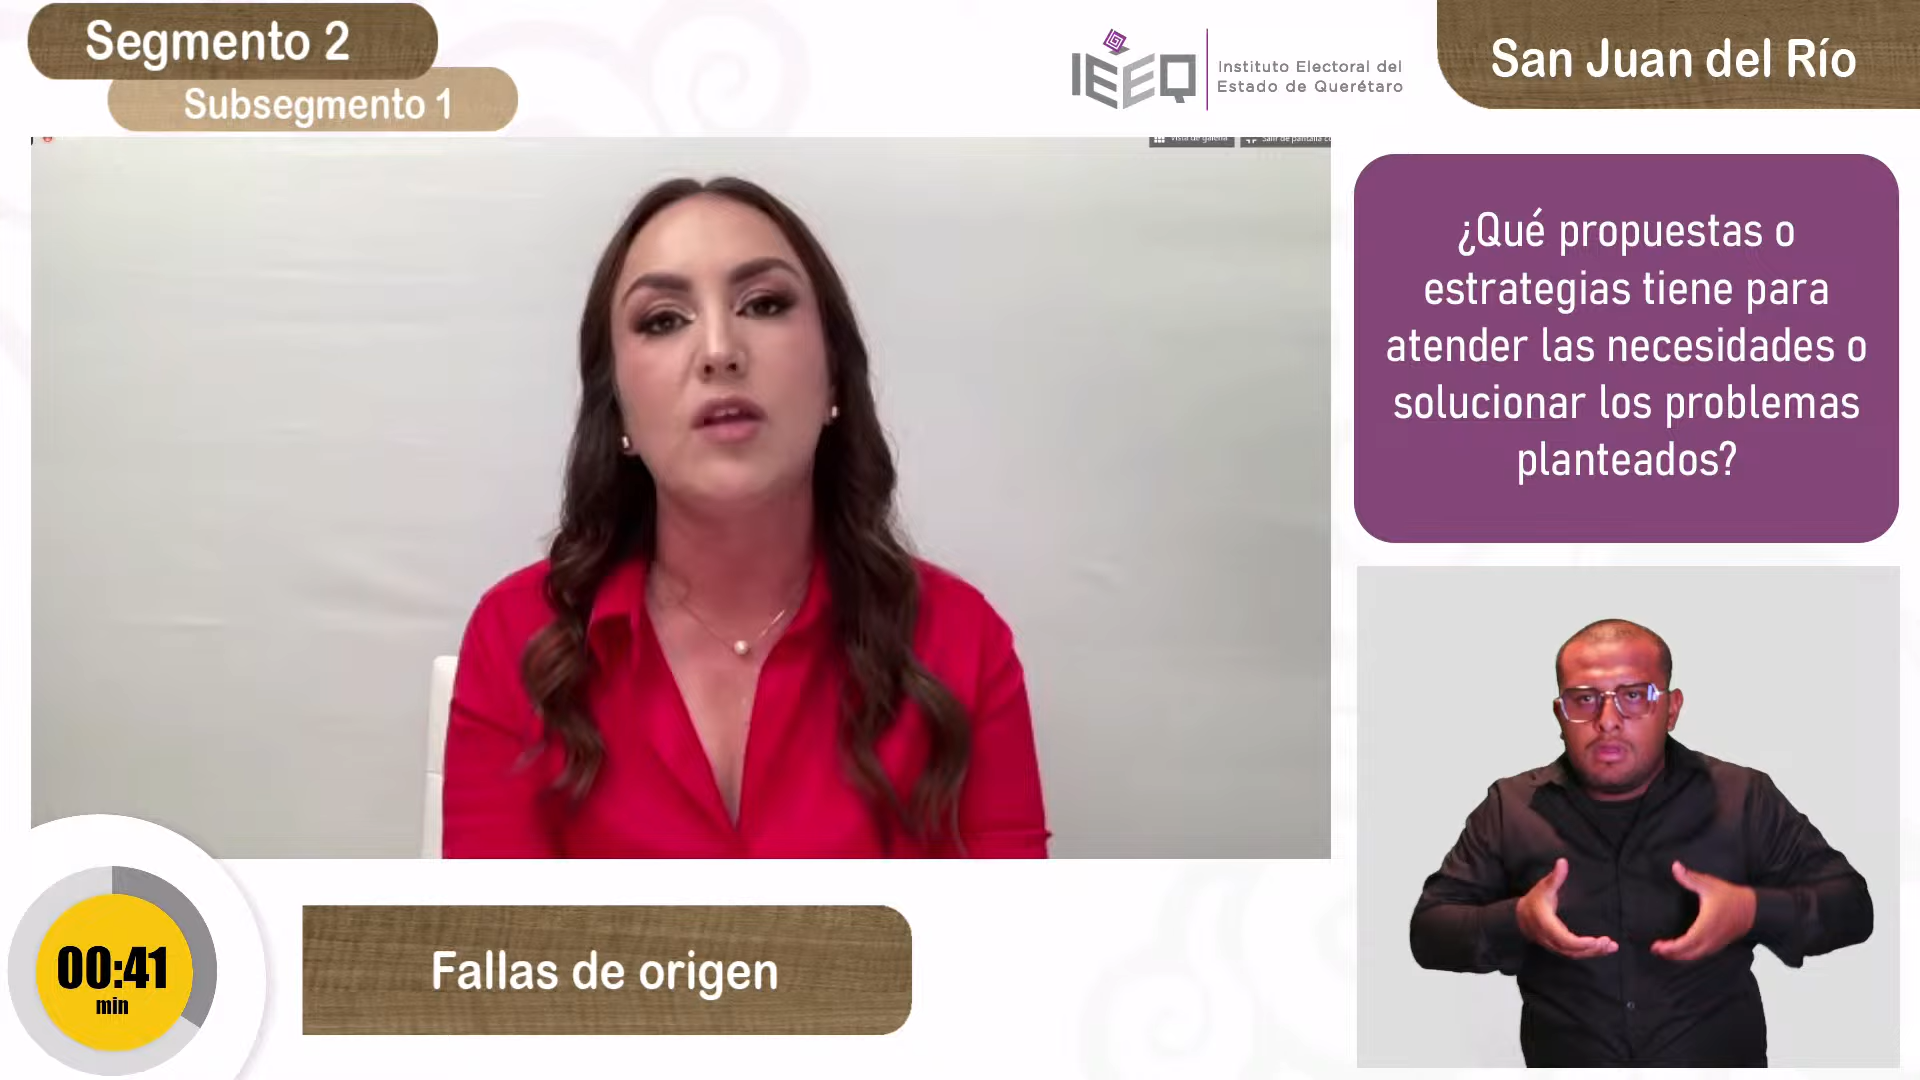 Segmento 2
Subsegmento 1
IEEQ
Instituto Electoral del
Estado de Querétaro
San Juan del Río
¿Qué propuestas o
estrategias tiene para
atender las necesidades o
solucionar los problemas
planteados?
00:41
min
Fallas de origen